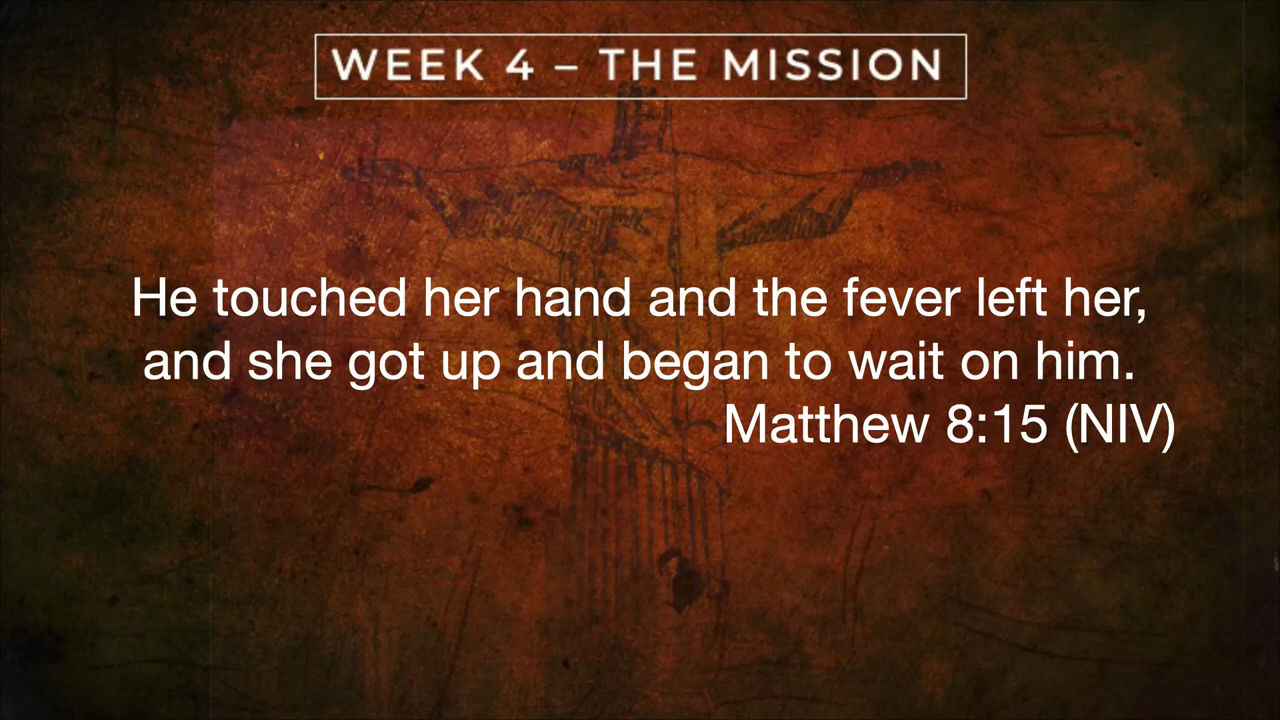 WEEK 4 – THE MISSION
He touched her hand and the fever left her,
and she got up and began to wait on him.
Matthew 8:15 (NIV)